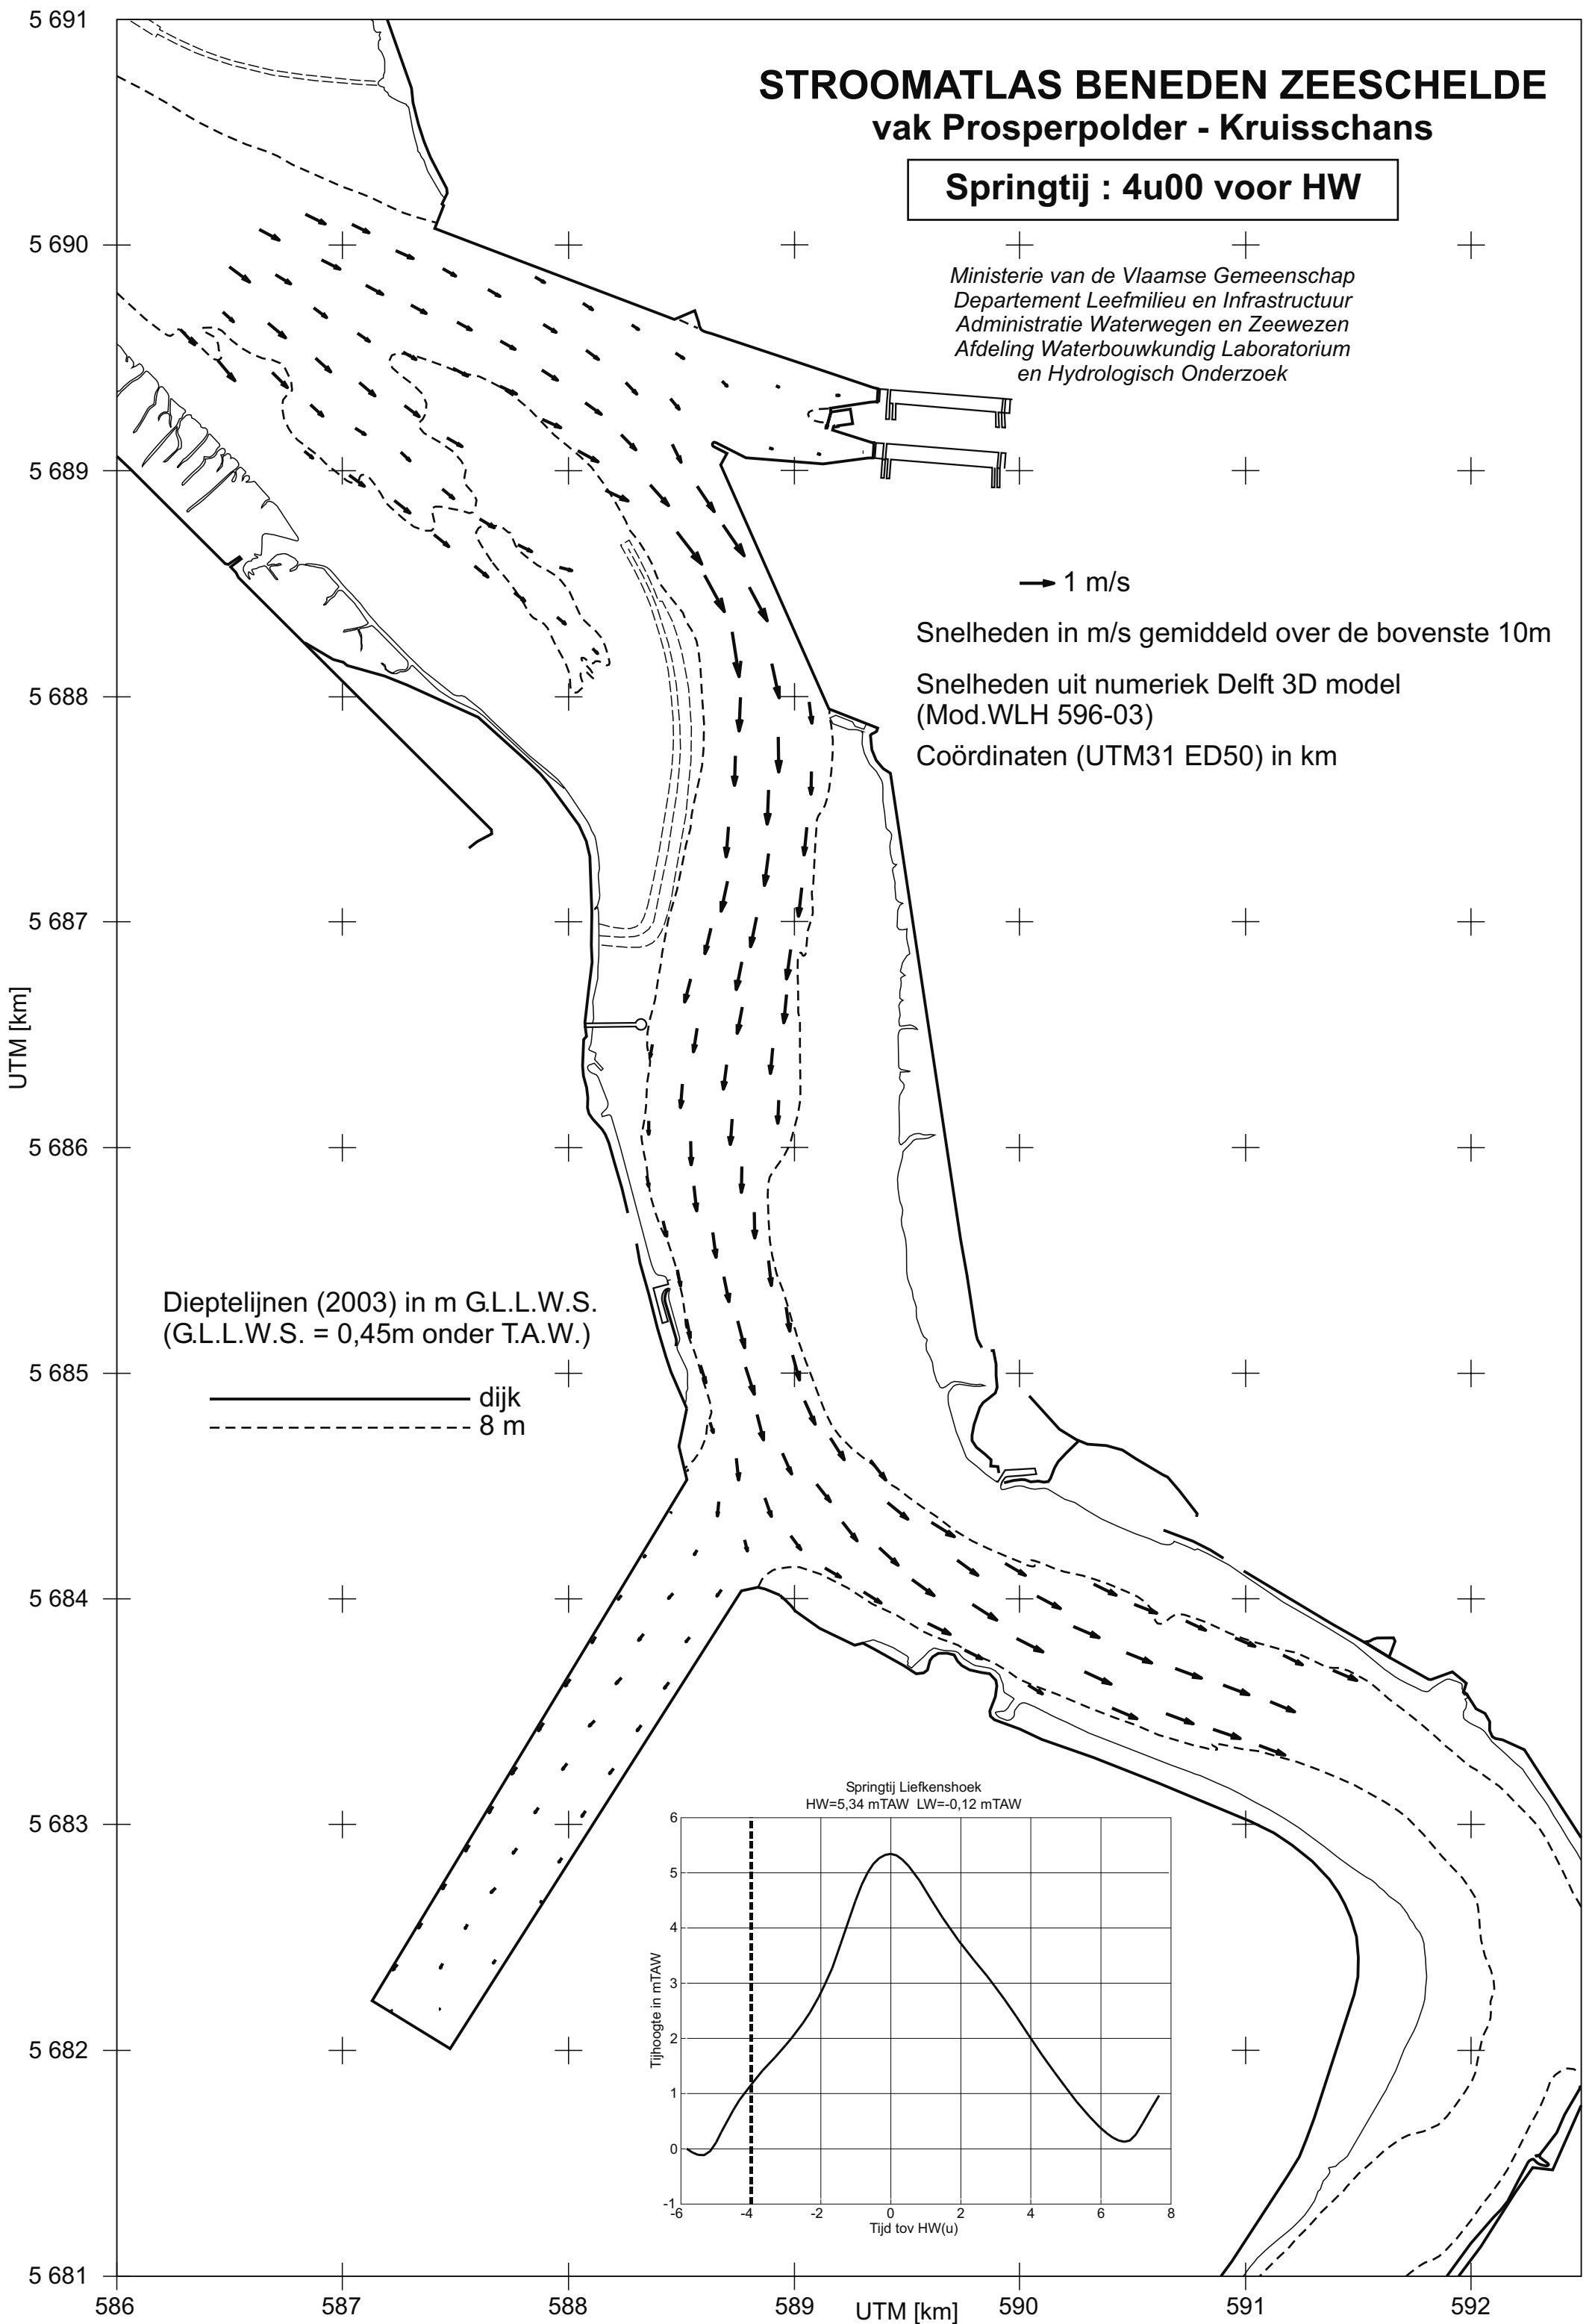 STROOMATLAS BENEDEN ZEESCHELDE
vak Prosperpolder - Kruisschans
Springtij : 4u00 voor HW
Ministerie van de Vlaamse Gemeenschap
Departement Leefmilieu en Infrastructuur
Administratie Waterwegen en Zeewezen
Afdeling Waterbouwkundig Laboratorium
en Hydrologisch Onderzoek
1 m/s
Snelheden in m/s gemiddeld over de bovenste 10m
Snelheden uit numeriek Delft 3D model
(Mod.WLH 596-03)
Coördinaten (UTM31 ED50) in km
Dieptelijnen (2003) in m G.L.L.W.S.
(G.L.L.W.S. = 0,45m onder T.A.W.)
dijk
8 m
5 691
5 690
5 689
5 688
5 687
5 686
5 685
5 684
5 683
5 682
5 681
UTM [km]
586 587 588 589 590 591 592
UTM [km]
Springtij Liefkenshoek
HW=5,34 mTAW LW=-0,12 mTAW
6
5
4
3
2
1
0
-1
Tijhoogte in mTAW
-6 -4 -2 0 2 4 6 8
Tijd tov HW(u)